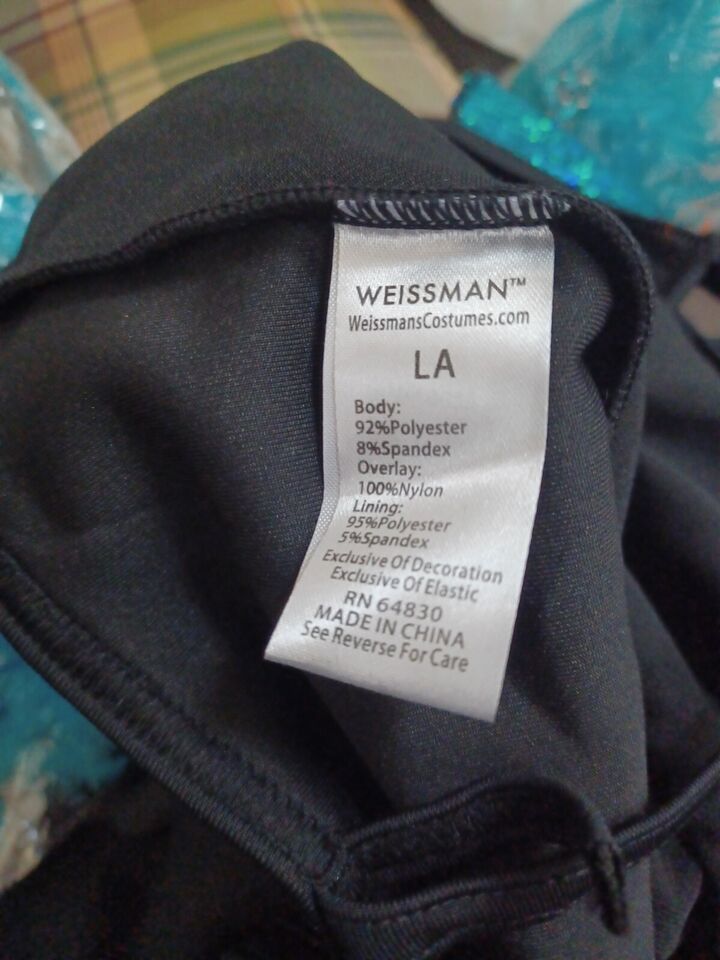 WEISSMAN™
WeissmansCostumes.com
LA
Body:
92%Polyester
8%Spandex
Overlay:
100%Nylon
Lining:
95%Polyester
5%Spandex
Exclusive Of Decoration
Exclusive Of Elastic
RN 64830
MADE IN CHINA
See Reverse For Care